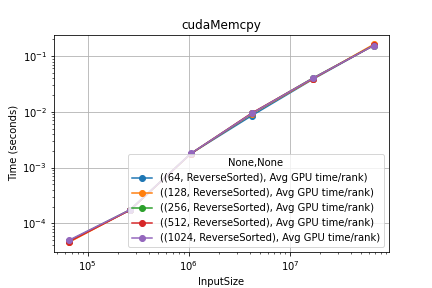 cudaMemcpy
10⁻¹
10⁻²
10⁻³
10⁻⁴
Time (seconds)
None,None
((64, ReverseSorted), Avg GPU time/rank)
((128, ReverseSorted), Avg GPU time/rank)
((256, ReverseSorted), Avg GPU time/rank)
((512, ReverseSorted), Avg GPU time/rank)
((1024, ReverseSorted), Avg GPU time/rank)
10⁵ 10⁶ 10⁷
InputSize